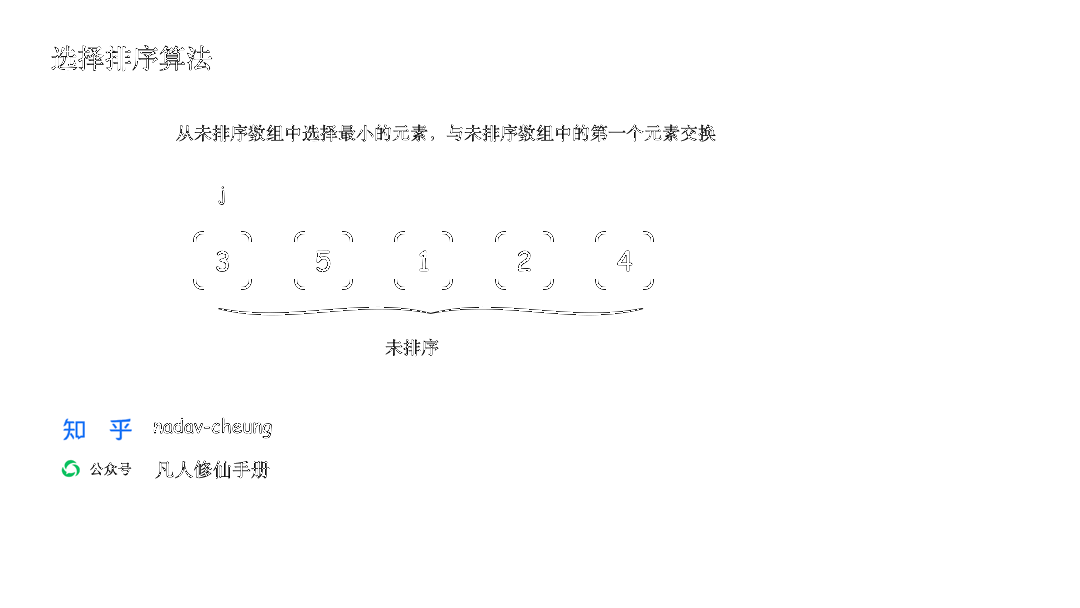 选择排序算法
从未排序数组中选择最小的元素，与未排序数组中的第一个元素交换
j
3 5 1 2 4
未排序
知 乎 nadav-cheung
公众号 凡人修仙手册